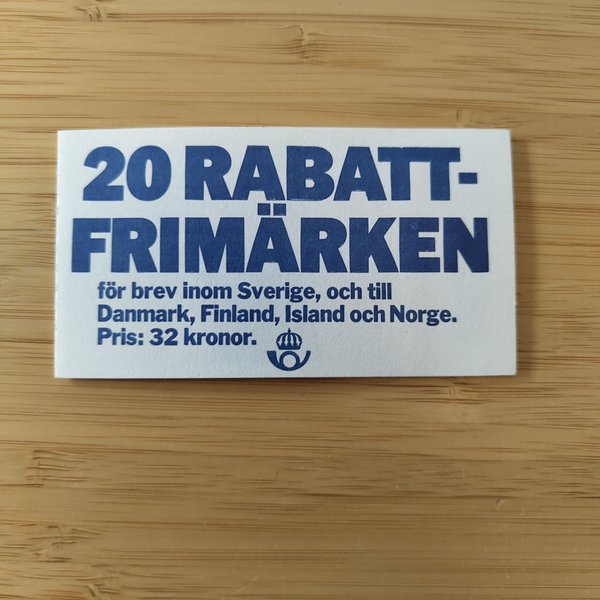 20 RABATT-
FRIMÄRKEN
för brev inom Sverige, och till
Danmark, Finland, Island och Norge.
Pris: 32 kronor.